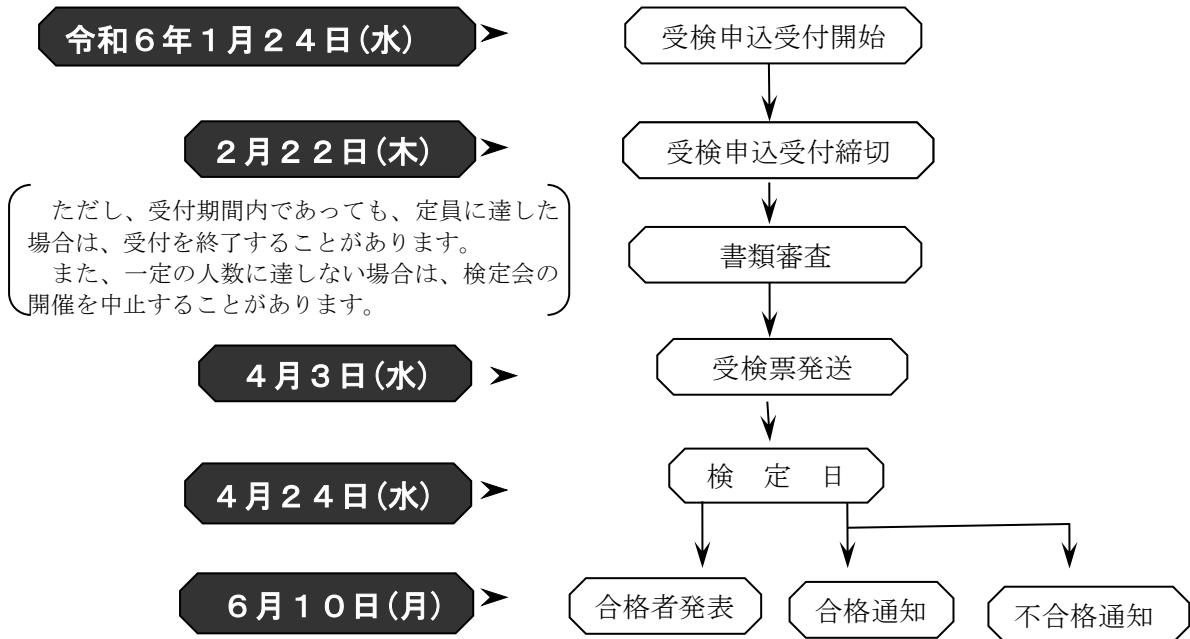 令和６年１月２４日(水)
受検申込受付開始
２月２２日(木)
受検申込受付締切
ただし、受付期間内であっても、定員に達した
場合は、受付を終了することがあります。
また、一定の人数に達しない場合は、検定会の
開催を中止することがあります。
書類審査
４月３日(水)
受検票発送
４月２４日(水)
検　定　日
６月１０日(月)
合格者発表
合格通知
不合格通知